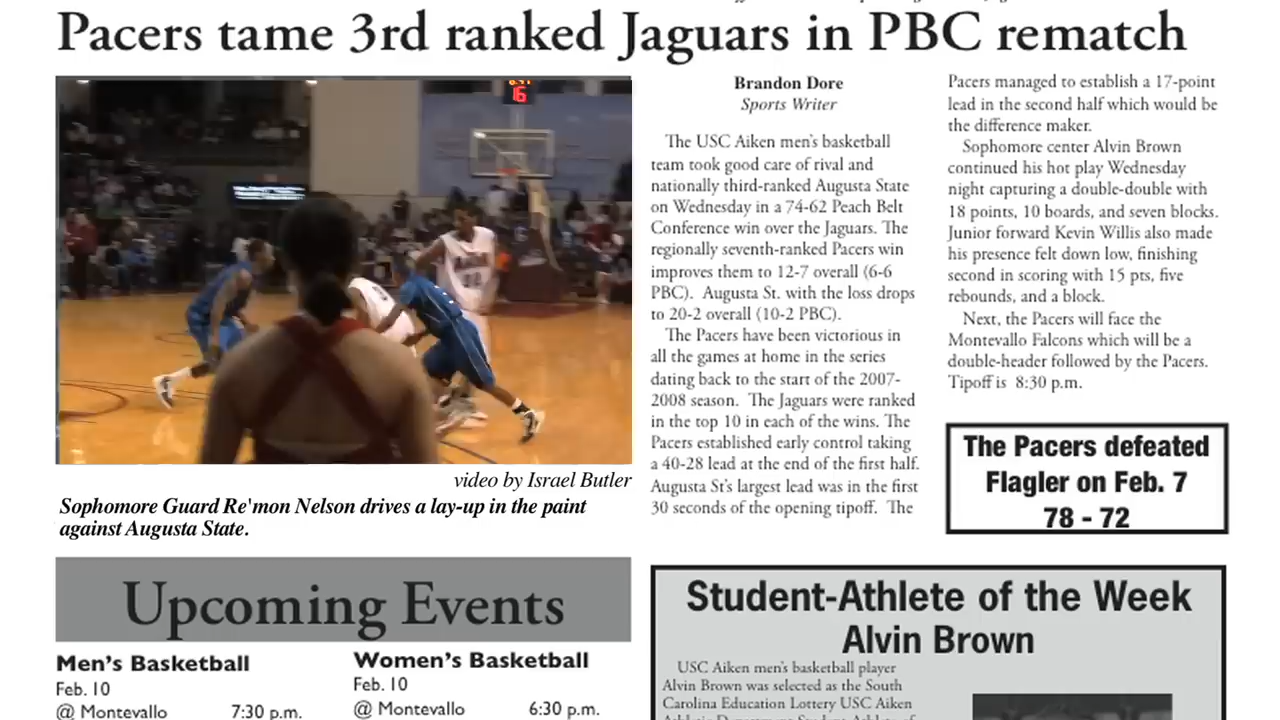 Pacers tame 3rd ranked Jaguars in PBC rematch
16
video by Israel Butler
Sophomore Guard Re'mon Nelson drives a lay-up in the paint
against Augusta State.
Brandon Dore
Sports Writer
The USC Aiken men's basketball
team took good care of rival and
nationally third-ranked Augusta State
on Wednesday in a 74-62 Peach Belt
Conference win over the Jaguars. The
regionally seventh-ranked Pacers win
improves them to 12-7 overall (6-6
PBC). Augusta St. with the loss drops
to 20-2 overall (10-2 PBC).
The Pacers have been victorious in
all the games at home in the series
dating back to the start of the 2007-
2008 season. The Jaguars were ranked
in the top 10 in each of the wins. The
Pacers established early control taking
a 40-28 lead at the end of the first half.
Augusta St's largest lead was in the first
30 seconds of the opening tipoff. The
Pacers managed to establish a 17-point
lead in the second half which would be
the difference maker.
Sophomore center Alvin Brown
continued his hot play Wednesday
night capturing a double-double with
18 points, 10 boards, and seven blocks.
Junior forward Kevin Willis also made
his presence felt down low, finishing
second in scoring with 15 pts, five
rebounds, and a block.
Next, the Pacers will face the
Montevallo Falcons which will be a
double-header followed by the Pacers.
Tipoff is 8:30 p.m.
The Pacers defeated
Flagler on Feb. 7
78 - 72
Upcoming Events
Men's Basketball
Feb. 10
@ Montevallo 7:30 p.m.
Women's Basketball
Feb. 10
@ Montevallo 6:30 p.m.
Student-Athlete of the Week
Alvin Brown
USC Aiken men's basketball player
Alvin Brown was selected as the South
Carolina Education Lottery USC Aiken
Athletic Department Student-Athlete of